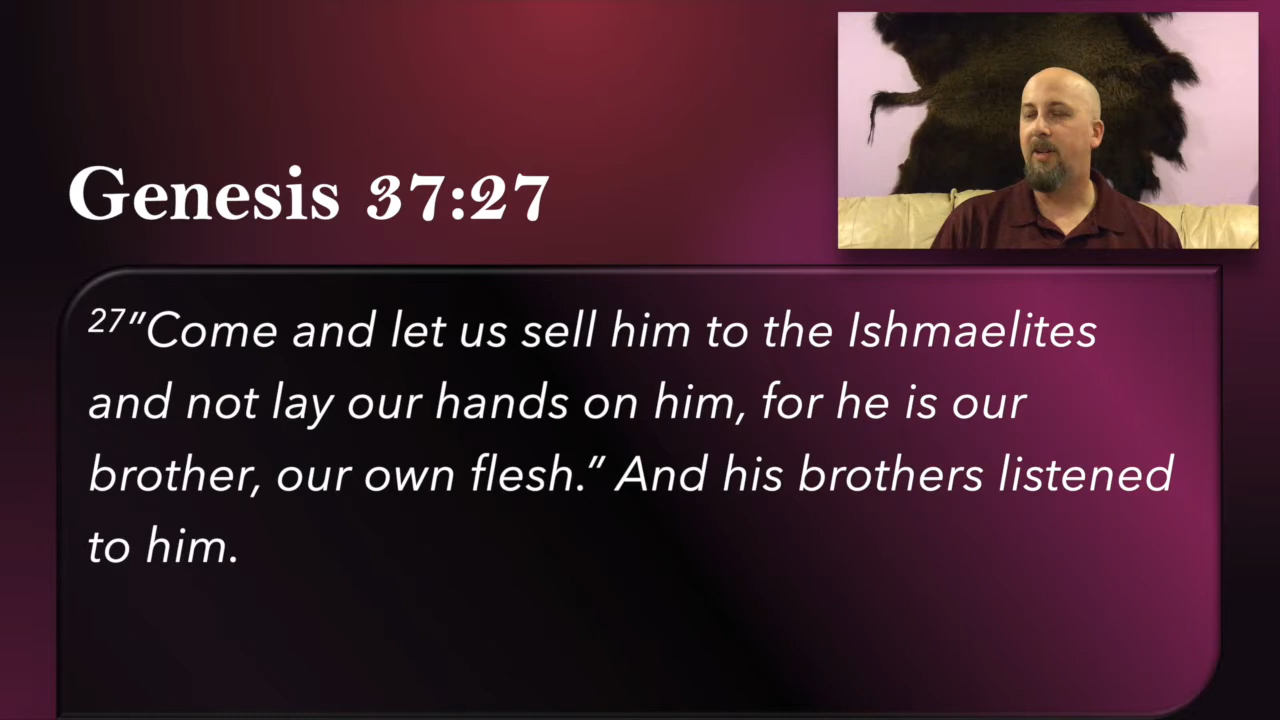 Genesis 37:27
27"Come and let us sell him to the Ishmaelites
and not lay our hands on him, for he is our
brother, our own flesh." And his brothers listened
to him.